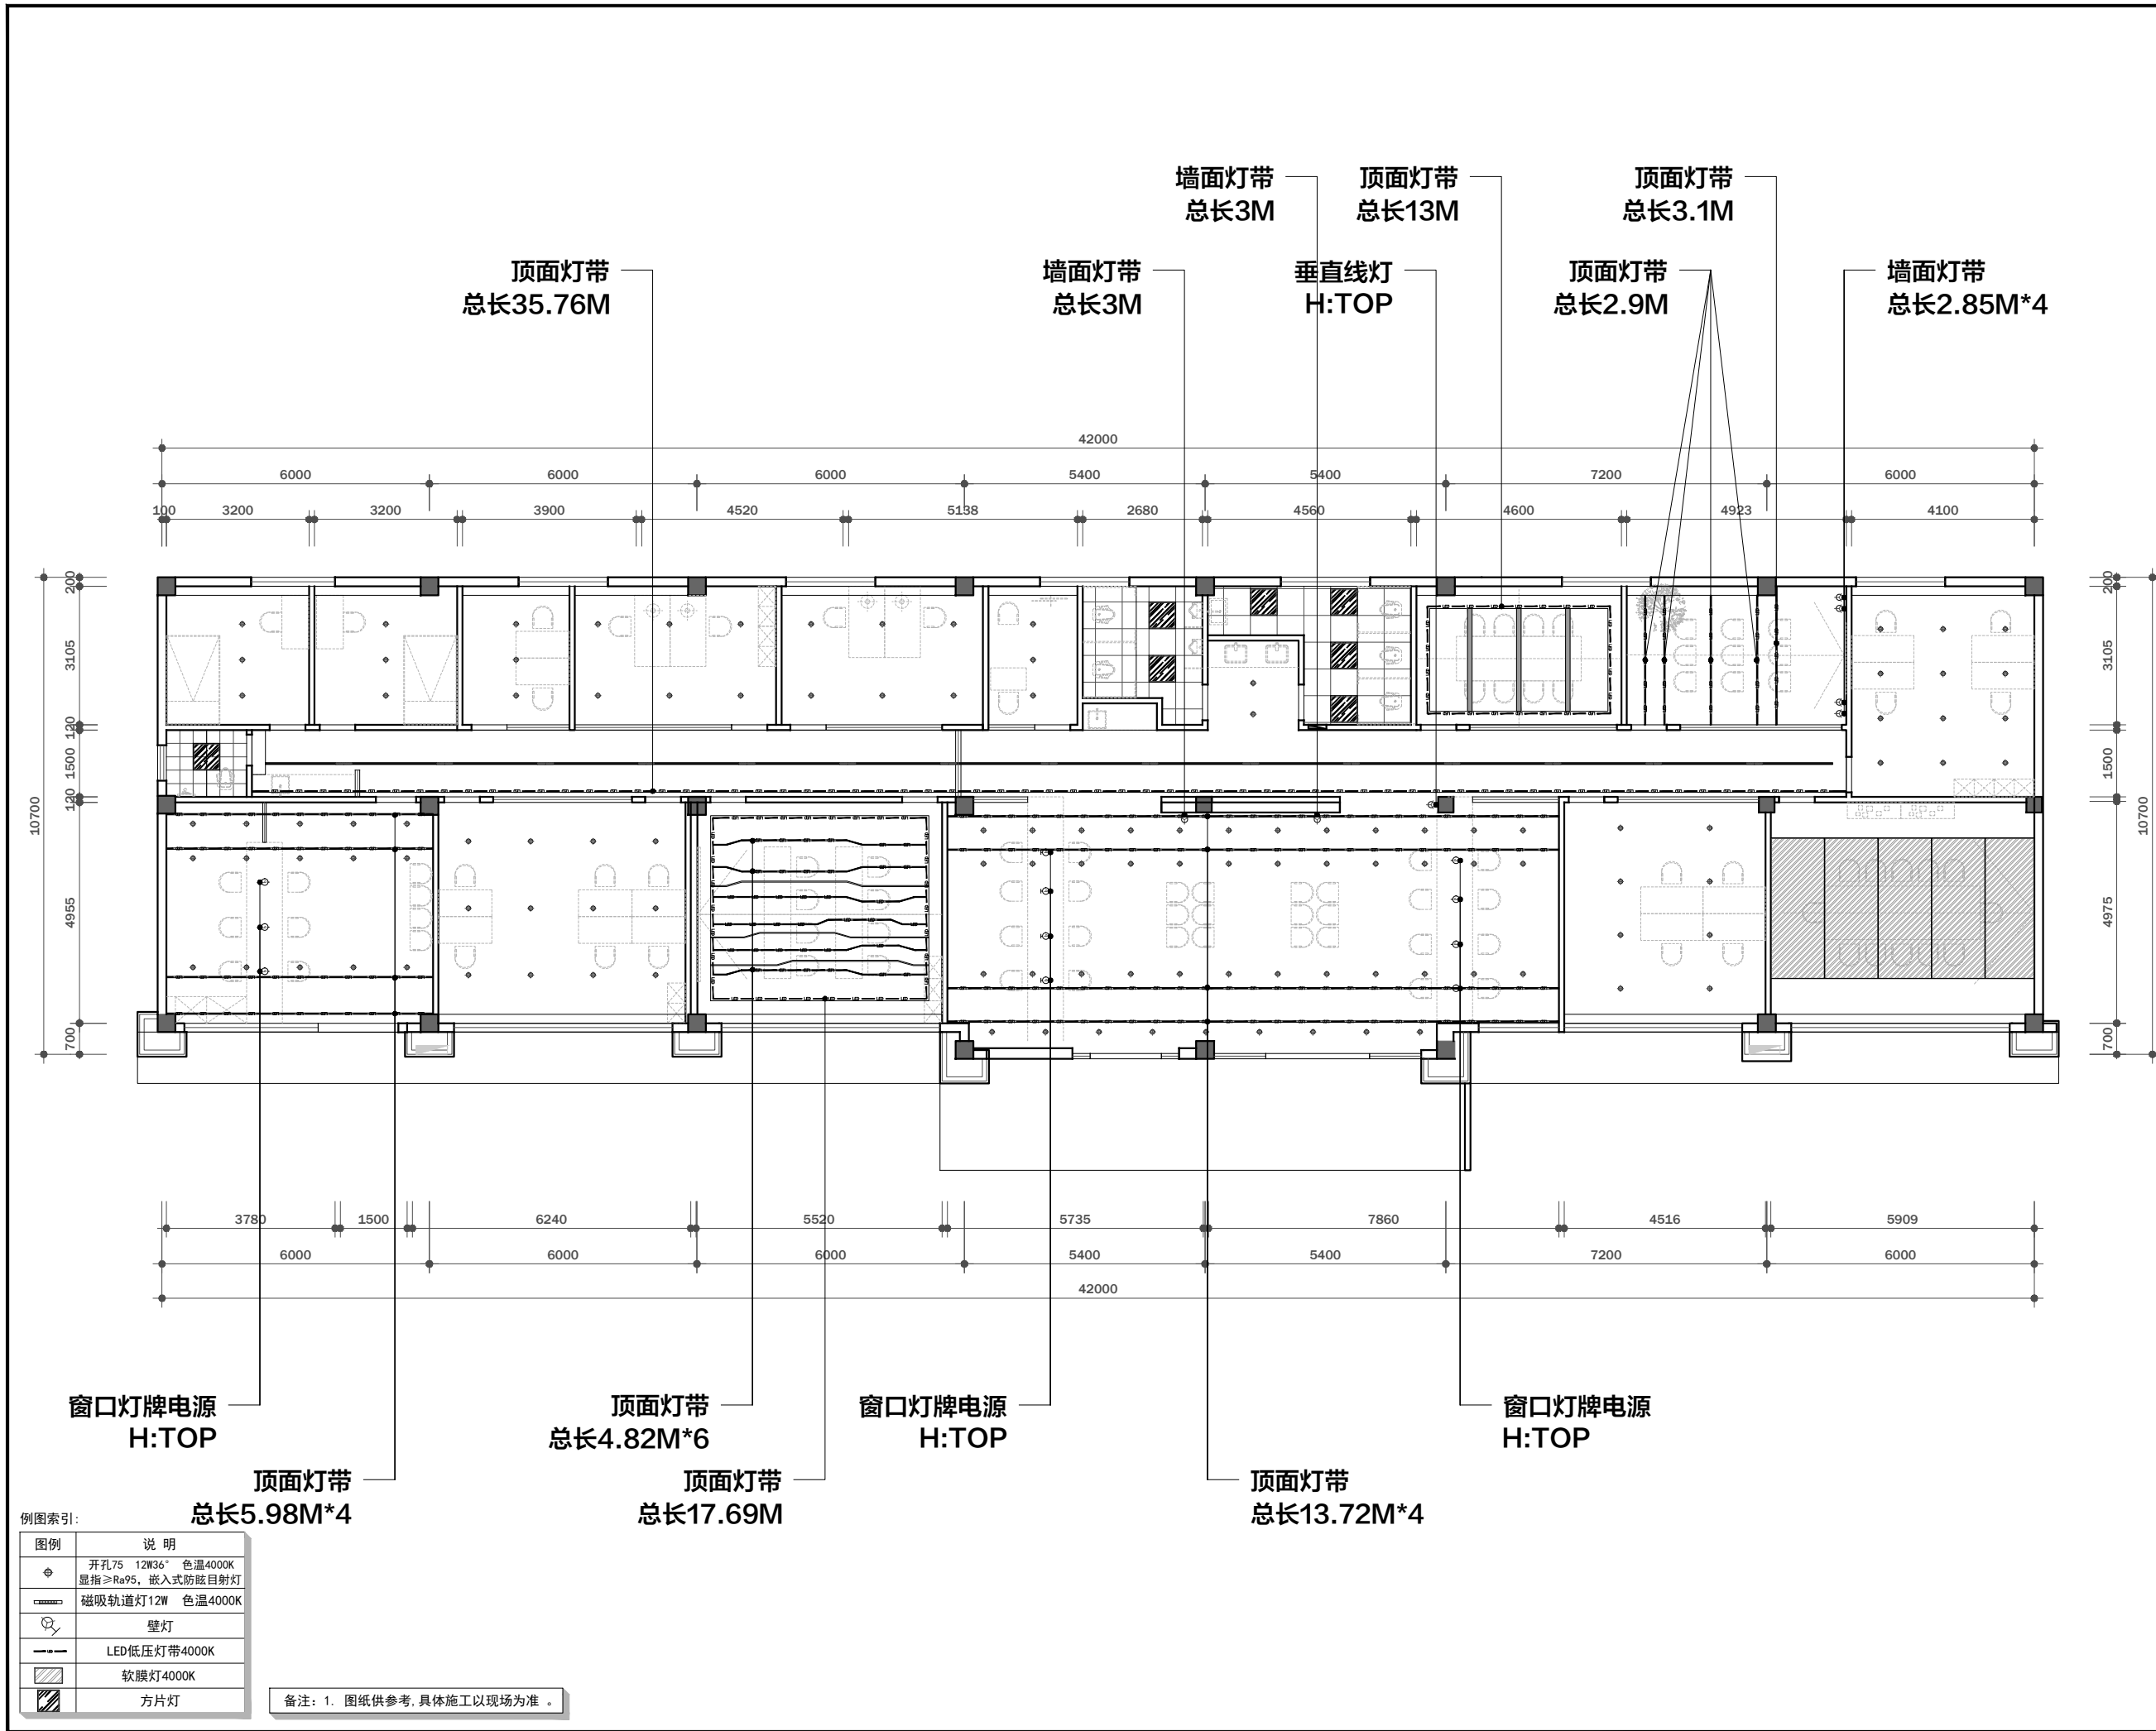 墙面灯带
总长3M
顶面灯带
总长13M
顶面灯带
总长3.1M
顶面灯带
总长35.76M
墙面灯带
总长3M
垂直线灯
H:TOP
顶面灯带
总长2.9M
墙面灯带
总长2.85M*4
42000
6000 6000 6000 5400 5400 7200 6000
100 3200 3200 3900 4520 5138 2680 4560 4600 4923 4100
10700
200
3105
120
1500
120
4955
700
200
3105
1500
4975
700
10700
3780 1500 6240 5520 5735 7860 4516 5909
6000 6000 6000 5400 5400 7200 6000
42000
窗口灯牌电源
H:TOP
顶面灯带
总长4.82M*6
窗口灯牌电源
H:TOP
窗口灯牌电源
H:TOP
顶面灯带
总长5.98M*4
顶面灯带
总长17.69M
顶面灯带
总长13.72M*4
例图索引:
图例 说 明
开孔75 12W36° 色温4000K
显指≥Ra95, 嵌入式防眩目射灯
磁吸轨道灯12W 色温4000K
壁灯
LED低压灯带4000K
软膜灯4000K
方片灯
备注: 1. 图纸供参考,具体施工以现场为准 。